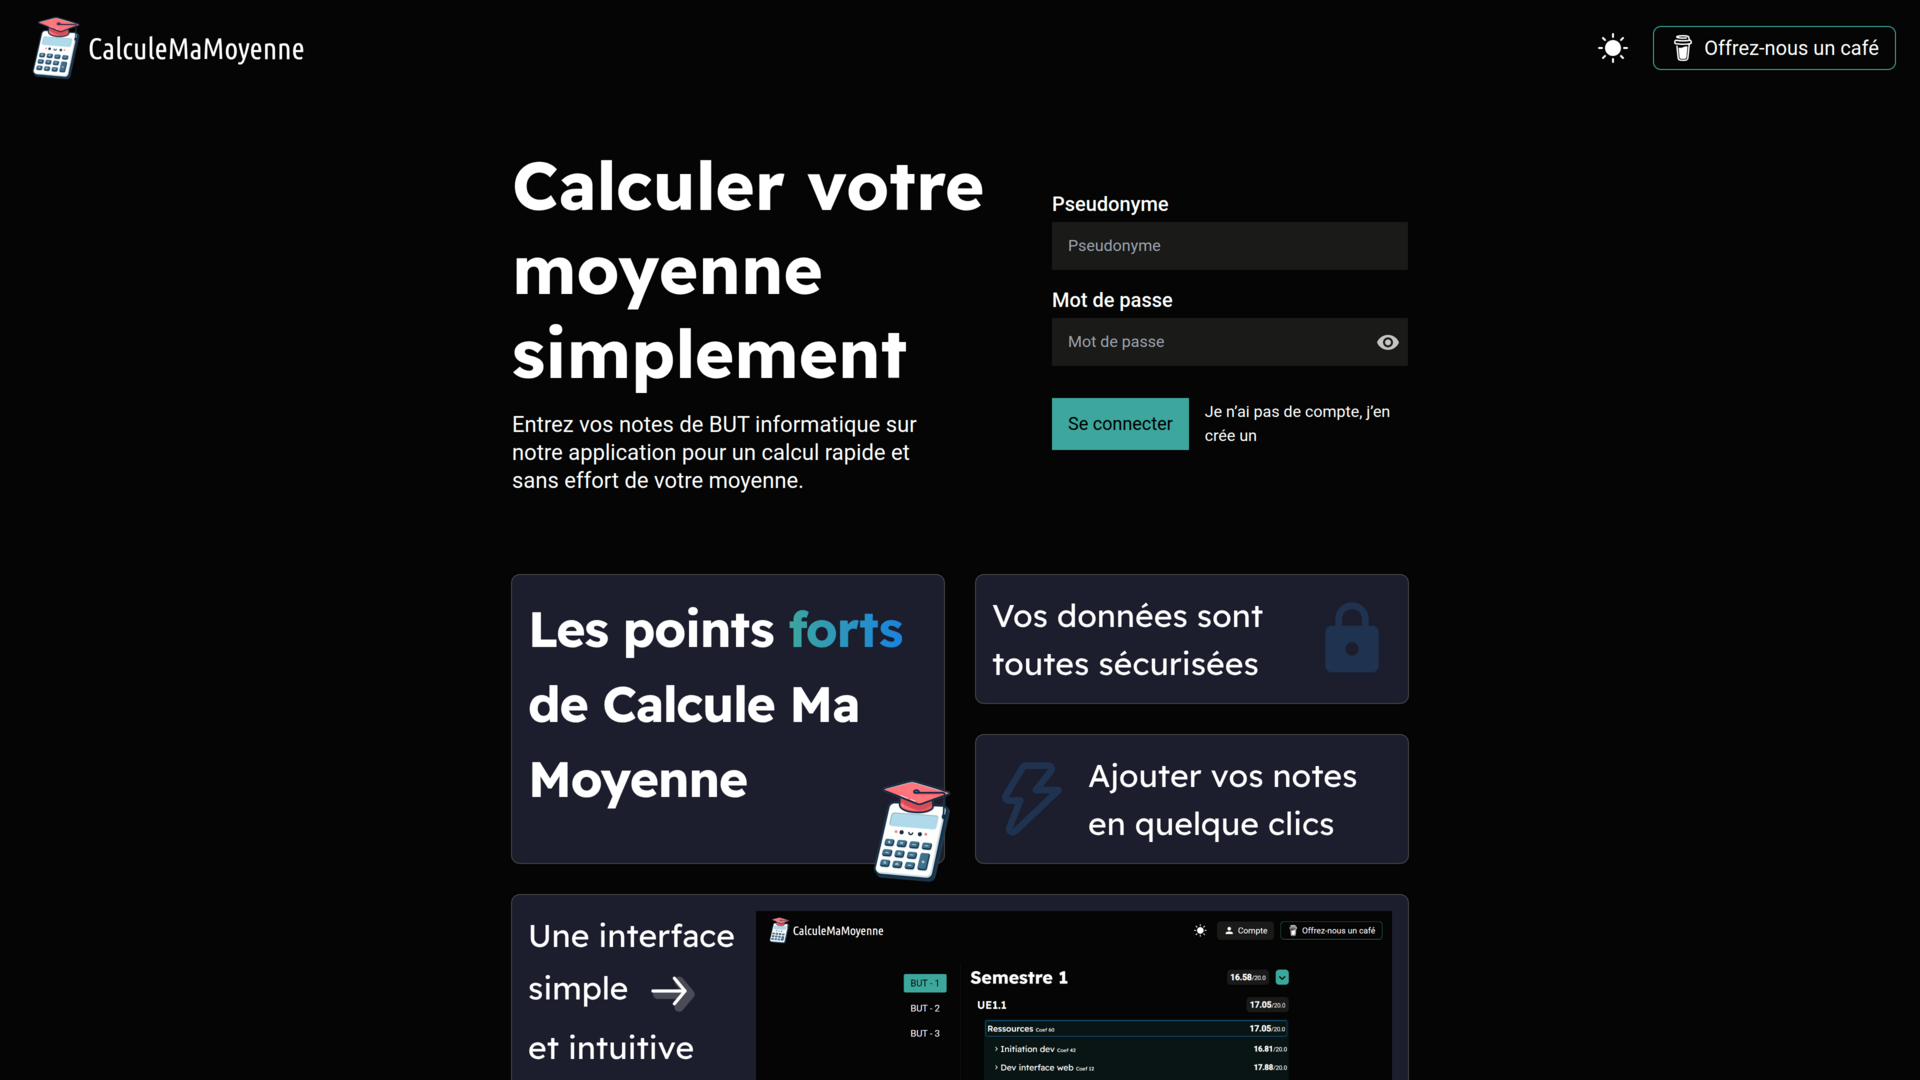 CalculeMaMoyenne
Offrez-nous un café
Calculer votre
moyenne
simplement
Entrez vos notes de BUT informatique sur
notre application pour un calcul rapide et
sans effort de votre moyenne.
Pseudonyme
Pseudonyme
Mot de passe
Mot de passe
Se connecter
Je n’ai pas de compte, j’en
crée un
Les points forts
de Calcule Ma
Moyenne
Vos données sont
toutes sécurisées
Ajouter vos notes
en quelque clics
Une interface
simple
et intuitive
CalculeMaMoyenne
Compte
Offrez-nous un café
BUT - 1
BUT - 2
BUT - 3
Semestre 1
16.58/20.0
UE1.1
17.05/20.0
Ressources Coef 60
17.05/20.0
Initiation dev Coef 42
16.81/20.0
Dev interface web Coef 12
17.88/20.0